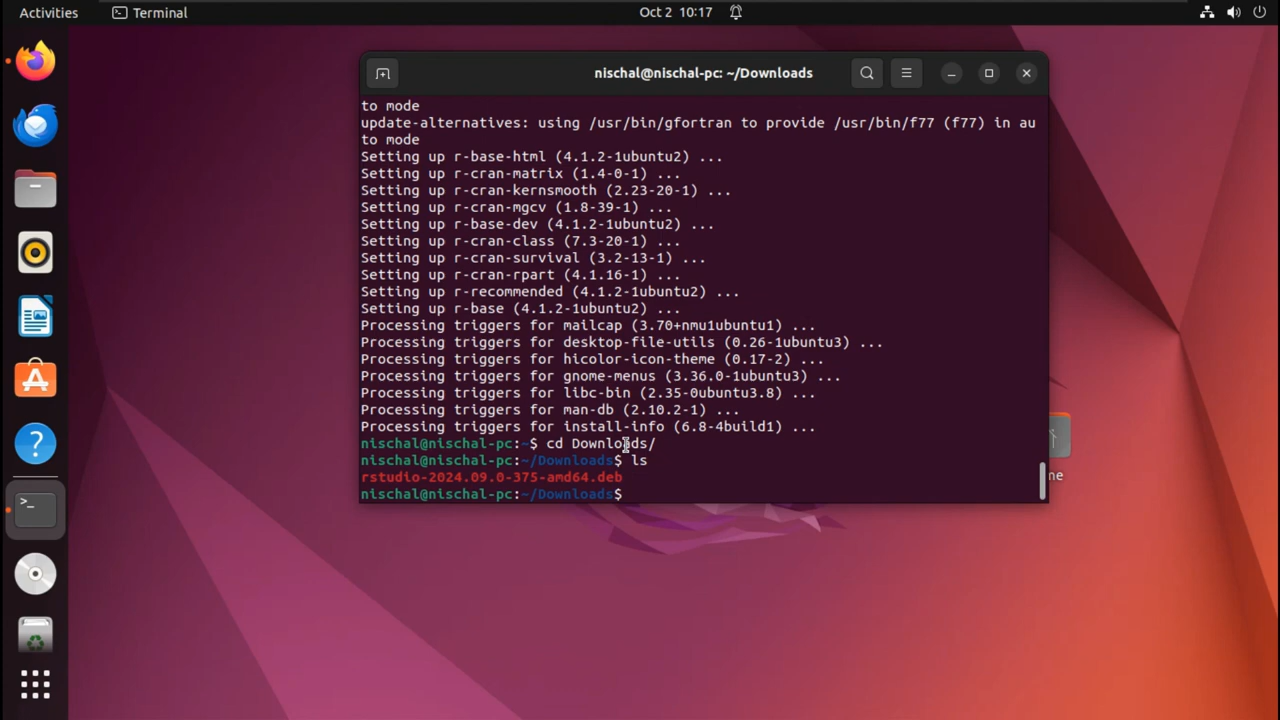 Activities
Terminal
Oct 2 10:17
nischal@nischal-pc: ~/Downloads
to mode
update-alternatives: using /usr/bin/gfortran to provide /usr/bin/f77 (f77) in au
to mode
Setting up r-base-html (4.1.2-1ubuntu2) ...
Setting up r-cran-matrix (1.4-0-1) ...
Setting up r-cran-kernsmooth (2.23-20-1) ...
Setting up r-cran-mgcv (1.8-39-1) ...
Setting up r-base-dev (4.1.2-1ubuntu2) ...
Setting up r-cran-class (7.3-20-1) ...
Setting up r-cran-survival (3.2-13-1) ...
Setting up r-cran-rpart (4.1.16-1) ...
Setting up r-recommended (4.1.2-1ubuntu2) ...
Setting up r-base (4.1.2-1ubuntu2) ...
Processing triggers for mailcap (3.70+nmu1ubuntu1) ...
Processing triggers for desktop-file-utils (0.26-1ubuntu3) ...
Processing triggers for hicolor-icon-theme (0.17-2) ...
Processing triggers for gnome-menus (3.36.0-1ubuntu3) ...
Processing triggers for libc-bin (2.35-0ubuntu3.8) ...
Processing triggers for man-db (2.10.2-1) ...
Processing triggers for install-info (6.8-4build1) ...
nischal@nischal-pc:~$ cd Downloads/
nischal@nischal-pc:~/Downloads$ ls
rstudio-2024.09.0-375-amd64.deb
nischal@nischal-pc:~/Downloads$
me